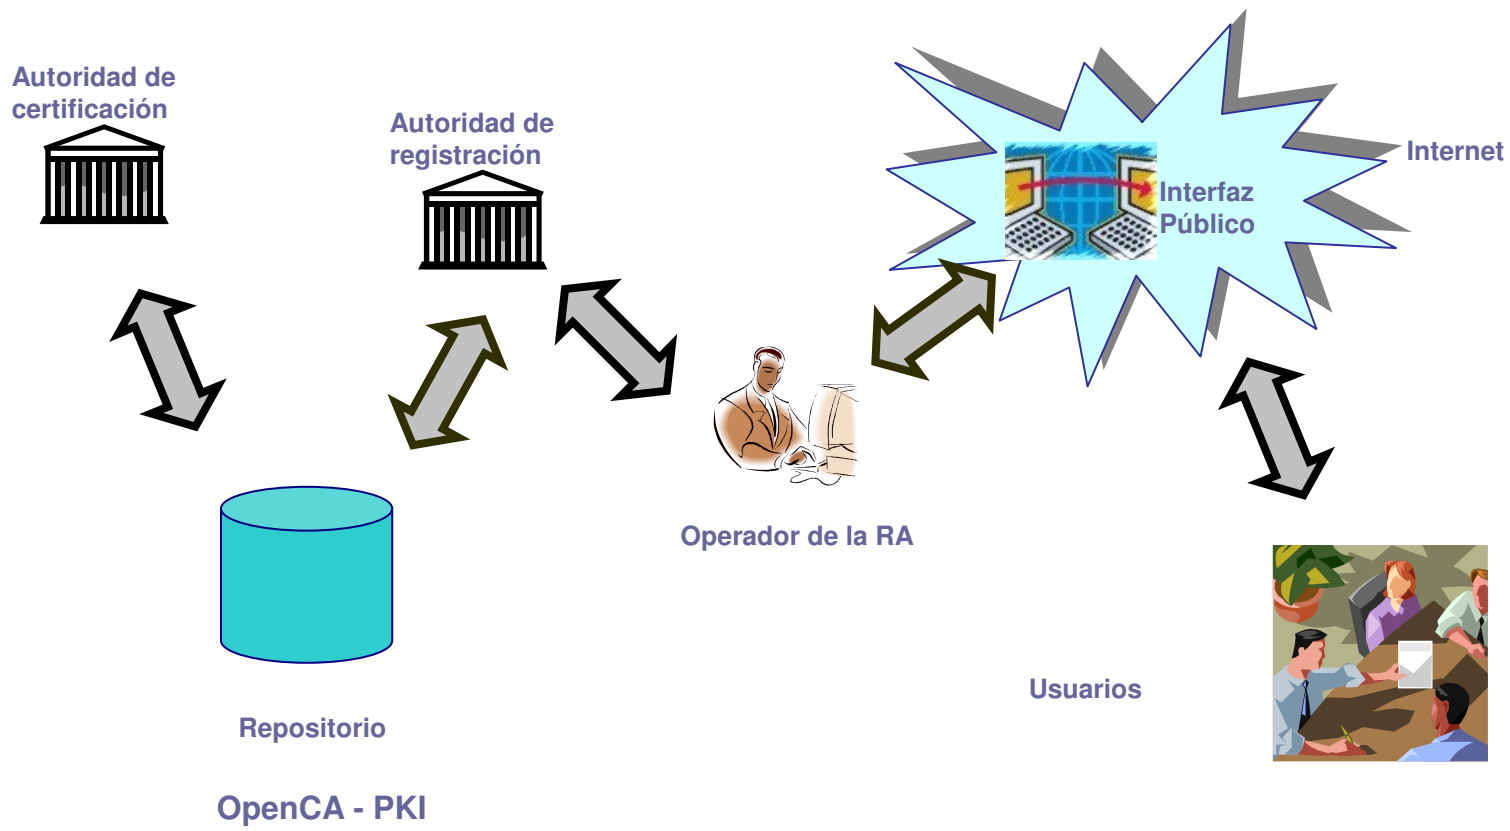 Autoridad de
certificación
Autoridad de
registración
Internet
Interfaz
Público
Operador de la RA
Usuarios
Repositorio
OpenCA - PKI